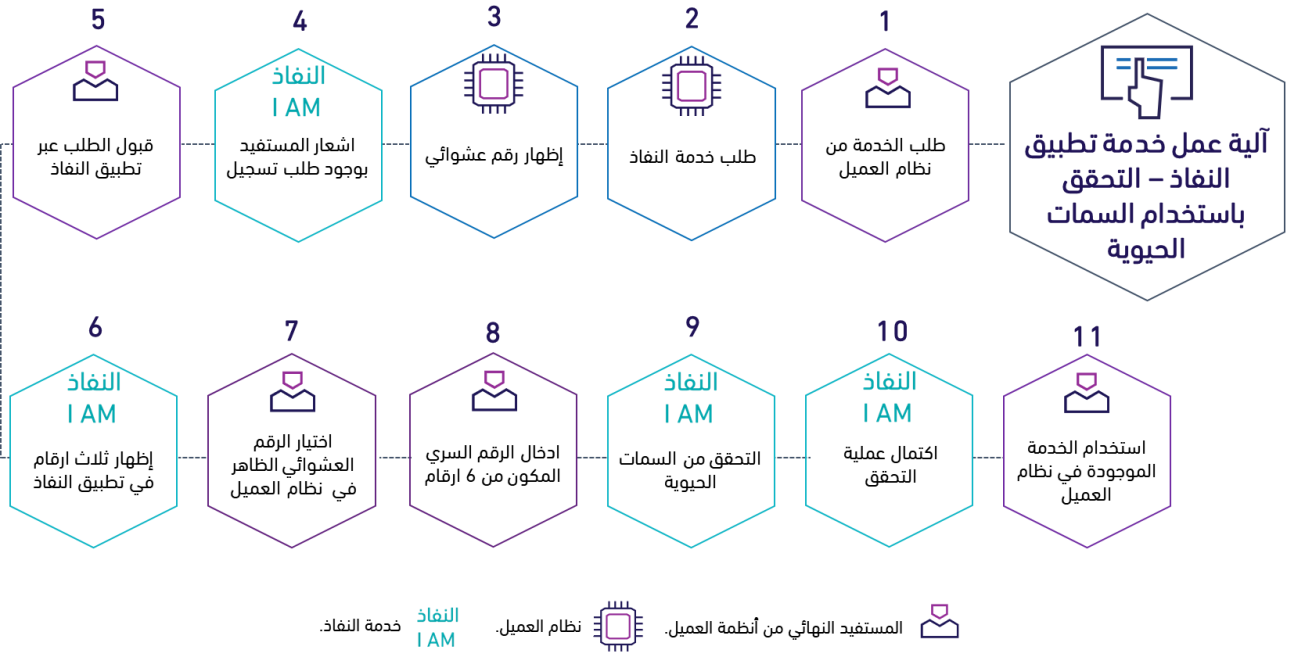 آلية عمل خدمة تطبيق
النفاذ – التحقق
باستخدام السمات
الحيوية
1
طلب الخدمة من
نظام العميل
2
طلب خدمة النفاذ
3
إظهار رقم عشوائي
4
النفاذ
I AM
اشعار المستفيد
بوجود طلب تسجيل
5
قبول الطلب عبر
تطبيق النفاذ
6
النفاذ
I AM
إظهار ثلاث ارقام
في تطبيق النفاذ
7
اختيار الرقم
العشوائي الظاهر
في نظام العميل
8
ادخال الرقم السري
المكون من 6 ارقام
9
النفاذ
I AM
التحقق من السمات
الحيوية
10
النفاذ
I AM
اكتمال عملية
التحقق
11
استخدام الخدمة
الموجودة في نظام
العميل
المستفيد النهائي من أنظمة العميل.
نظام العميل.
النفاذ
I AM
خدمة النفاذ.